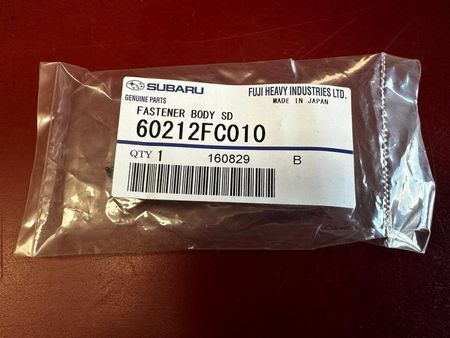 SUBARU FUJI HEAVY INDUSTRIES LTD.
GENUINE PARTS MADE IN JAPAN
FASTENER BODY SD
60212FC010
QTY 1 160829 B